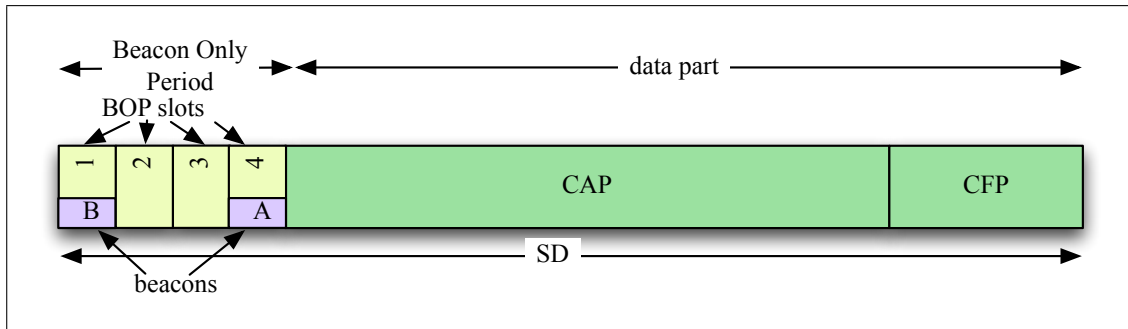 Beacon Only
Period
data part
BOP slots
1
2
3
4
CAP
CFP
B
A
SD
beacons